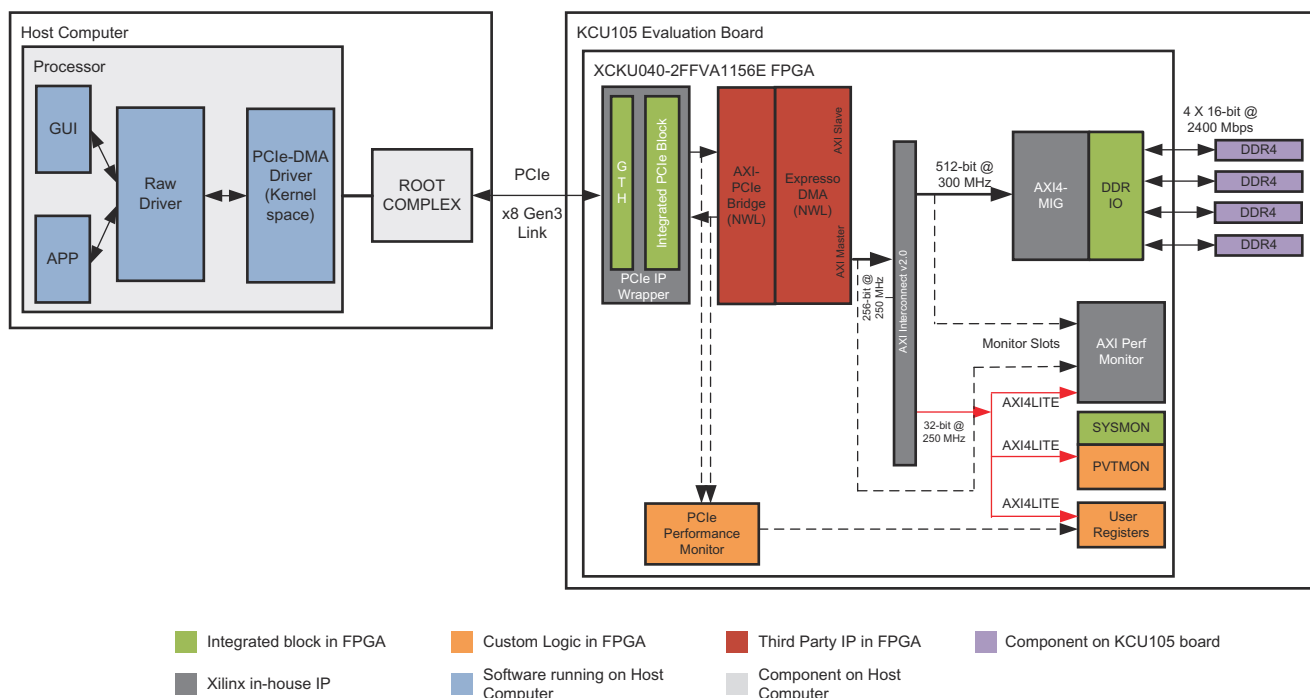 Host Computer
Processor
GUI
APP
Raw
Driver
PCIe-DMA
Driver
(Kernel
space)
ROOT
COMPLEX
PCIe
x8 Gen3
Link
KCU105 Evaluation Board
XCKU040-2FFVA1156E FPGA
G
T
H
Integrated PCIe Block
PCIe IP
Wrapper
AXI-
PCIe
Bridge
(NWL)
Expresso
DMA
(NWL)
AXI Slave
AXI Master
256-bit @
250 MHz
AXI Interconnect v2.0
512-bit @
300 MHz
32-bit @
250 MHz
AXI4-
MIG
DDR
IO
4 X 16-bit @
2400 Mbps
DDR4
DDR4
DDR4
DDR4
Monitor Slots
AXI Perf
Monitor
AXI4LITE
SYSMON
AXI4LITE
PVTMON
AXI4LITE
User
Registers
PCIe
Performance
Monitor
Integrated block in FPGA
Custom Logic in FPGA
Third Party IP in FPGA
Component on KCU105 board
Xilinx in-house IP
Software running on Host
Computer
Component on Host
Computer